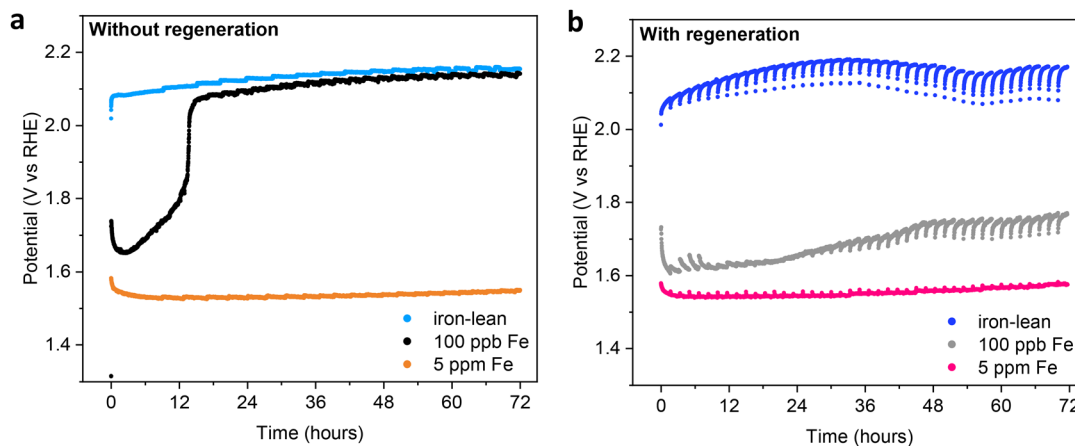 a
Without regeneration
Potential (V vs RHE)
2.2
2.0
1.8
1.6
1.4
iron-lean
100 ppb Fe
5 ppm Fe
0 12 24 36 48 60 72
Time (hours)
b
With regeneration
Potential (V vs RHE)
2.2
2.0
1.8
1.6
1.4
iron-lean
100 ppb Fe
5 ppm Fe
0 12 24 36 48 60 72
Time (hours)